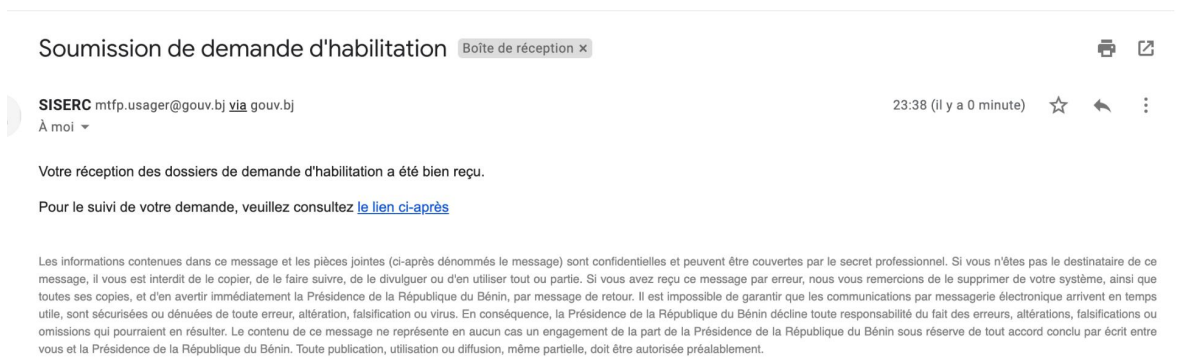 Soumission de demande d'habilitation Boîte de réception ×
SISERC mtfp.usager@gouv.bj via gouv.bj 23:38 (il y a 0 minute)
À moi
Votre réception des dossiers de demande d'habilitation a été bien reçu.
Pour le suivi de votre demande, veuillez consultez le lien ci-après
Les informations contenues dans ce message et les pièces jointes (ci-après dénommés le message) sont confidentielles et peuvent être couvertes par le secret professionnel. Si vous n'êtes pas le destinataire de ce
message, il vous est interdit de le copier, de le faire suivre, de le divulguer ou d'en utiliser tout ou partie. Si vous avez reçu ce message par erreur, nous vous remercions de le supprimer de votre système, ainsi que
toutes ses copies, et d'en avertir immédiatement la Présidence de la République du Bénin, par message de retour. Il est impossible de garantir que les communications par messagerie électronique arrivent en temps
utile, sont sécurisées ou dénuées de toute erreur, altération, falsification ou virus. En conséquence, la Présidence de la République du Bénin décline toute responsabilité du fait des erreurs, altérations, falsifications ou
omissions qui pourraient en résulter. Le contenu de ce message ne représente en aucun cas un engagement de la part de la Présidence de la République du Bénin sous réserve de tout accord conclu par écrit entre
vous et la Présidence de la République du Bénin. Toute publication, utilisation ou diffusion, même partielle, doit être autorisée préalablement.